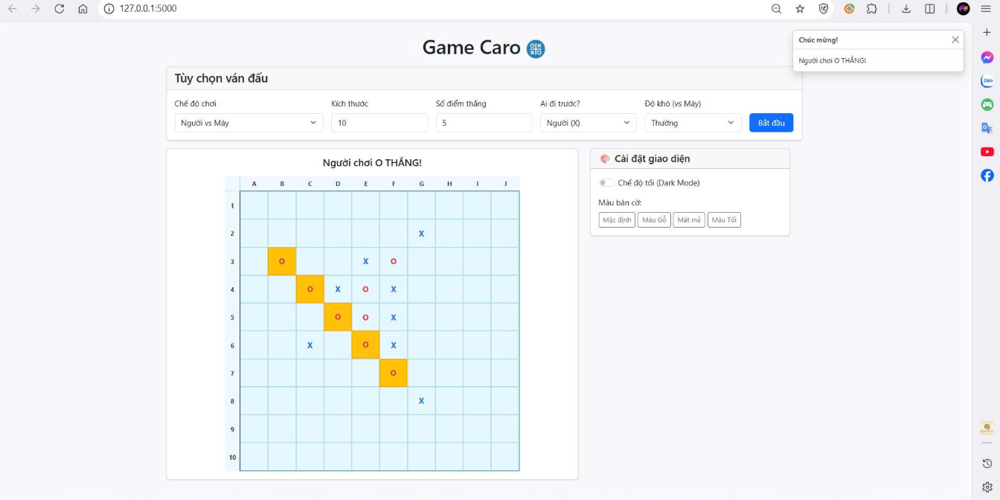 127.0.0.1:5000
Game Caro
Chúc mừng!
Người chơi O THẮNG!
Tùy chọn ván đấu
Chế độ chơi Kích thước Số điểm thắng Ai đi trước? Độ khó (vs Máy)
Người vs Máy 10 5 Người (X) Thường Bắt đầu
Người chơi O THẮNG!
A B C D E F G H I J
1
2 X
3 O X O
4 O X O X
5 O O X
6 X O X
7 O
8 X
9
10
Cài đặt giao diện
Chế độ tối (Dark Mode)
Màu bàn cờ:
Mặc định Màu Gỗ Mát mẻ Màu Tối
Zalo